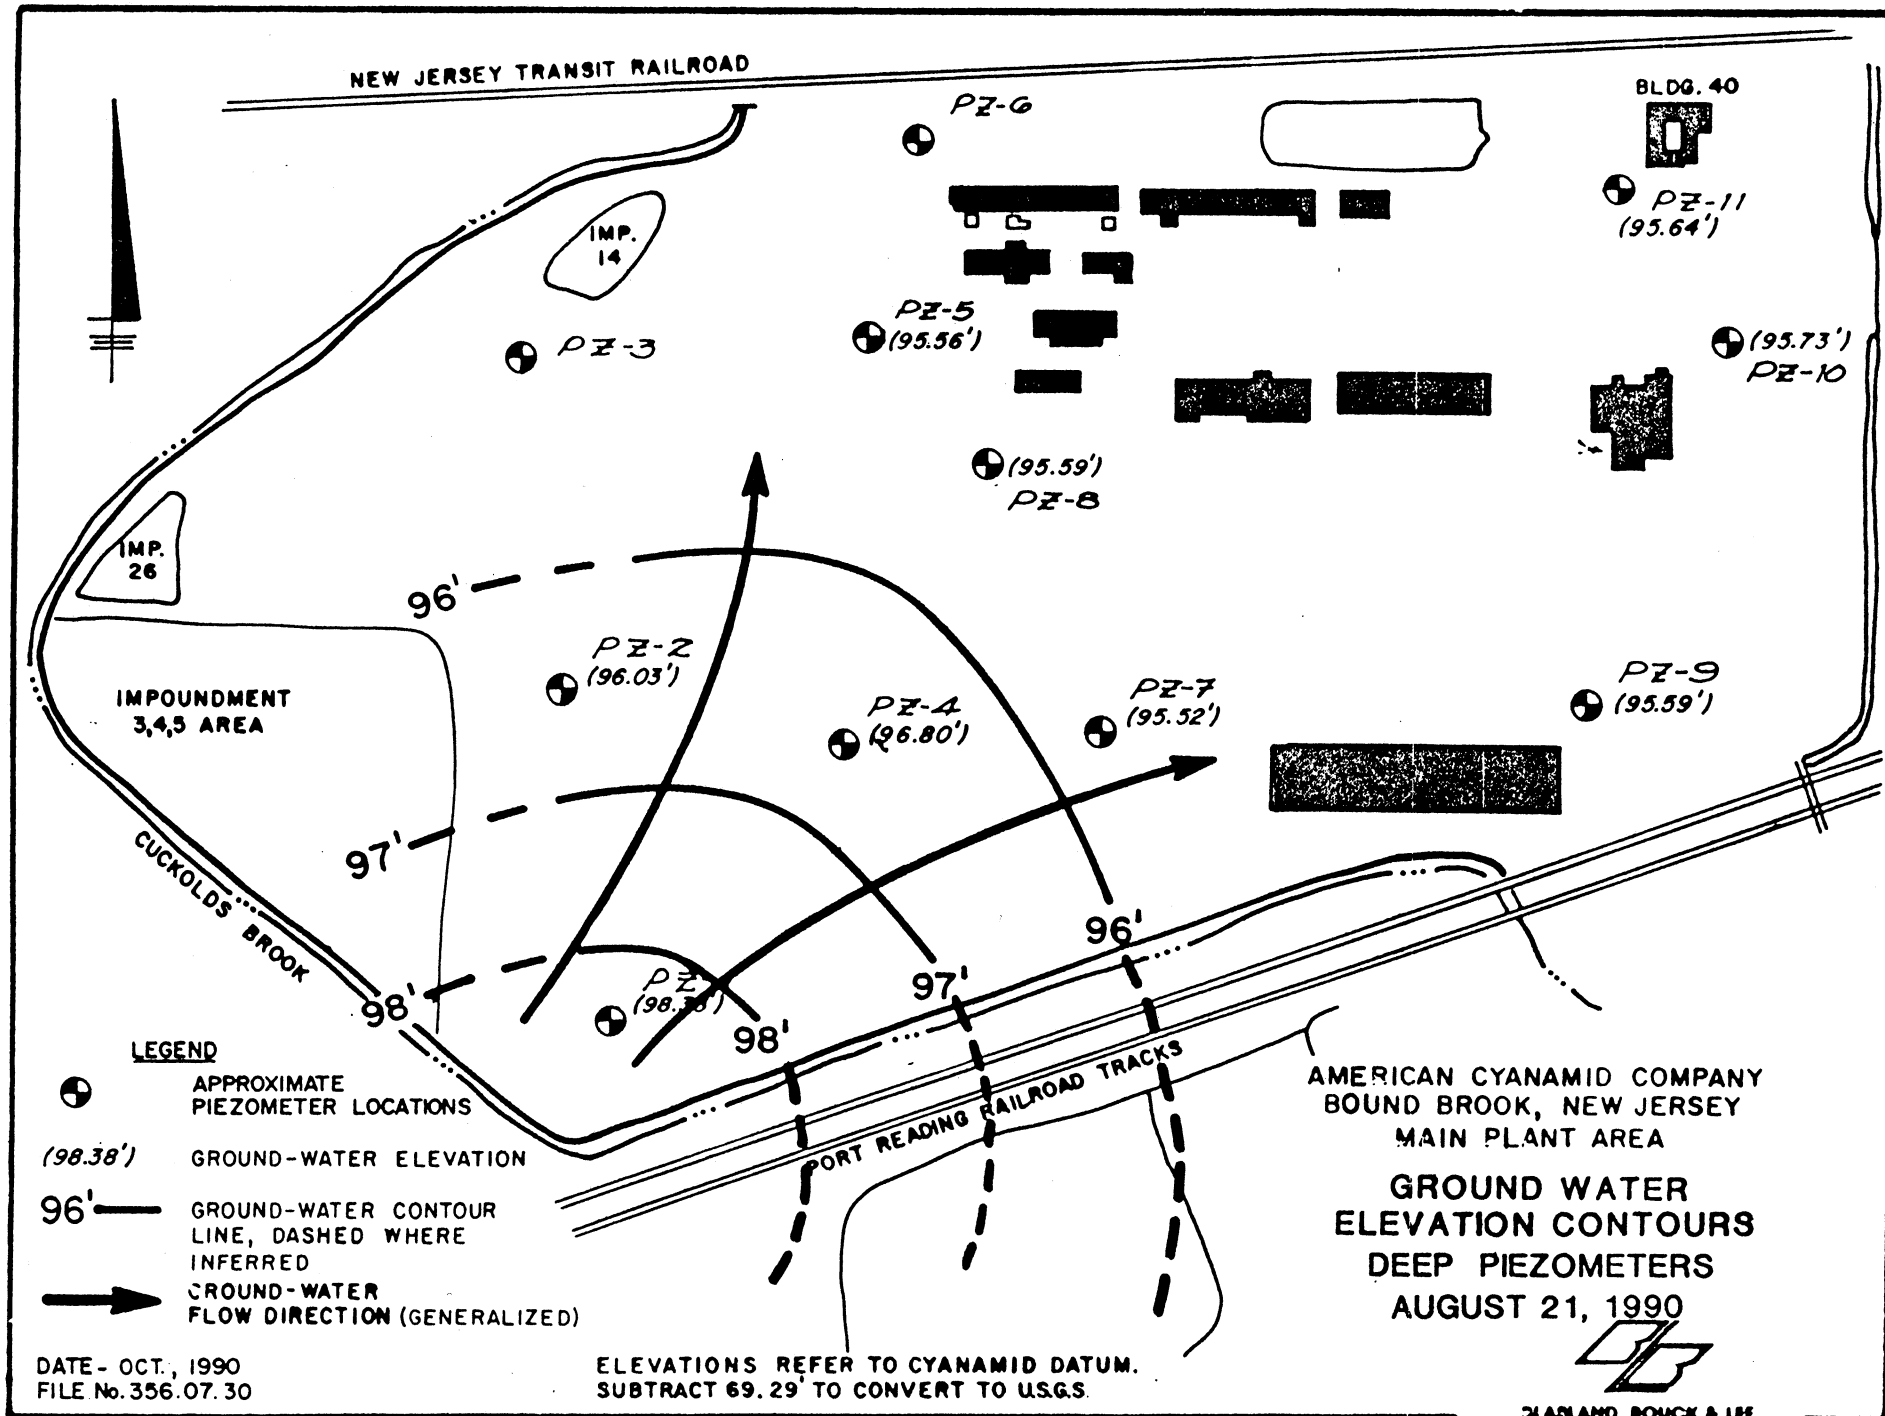 NEW JERSEY TRANSIT RAILROAD
BLDG. 40
PZ-6
PZ-11
(95.64')
IMP.
14
PZ-5
(95.56')
PZ-3
(95.73')
PZ-10
(95.59')
PZ-8
IMP.
26
96'
PZ-2
(96.03')
PZ-4
(96.80')
PZ-7
(95.52')
PZ-9
(95.59')
IMPOUNDMENT
3,4,5 AREA
97'
CUCKOLDS BROOK
96'
97'
98'
PZ
(98.38')
98'
PORT READING RAILROAD TRACKS
LEGEND
APPROXIMATE
PIEZOMETER LOCATIONS
(98.38') GROUND-WATER ELEVATION
96' GROUND-WATER CONTOUR
LINE, DASHED WHERE
INFERRED
GROUND-WATER
FLOW DIRECTION (GENERALIZED)
DATE- OCT., 1990
FILE No. 356.07.30
ELEVATIONS REFER TO CYANAMID DATUM.
SUBTRACT 69.29' TO CONVERT TO U.S.G.S.
AMERICAN CYANAMID COMPANY
BOUND BROOK, NEW JERSEY
MAIN PLANT AREA
GROUND WATER
ELEVATION CONTOURS
DEEP PIEZOMETERS
AUGUST 21, 1990